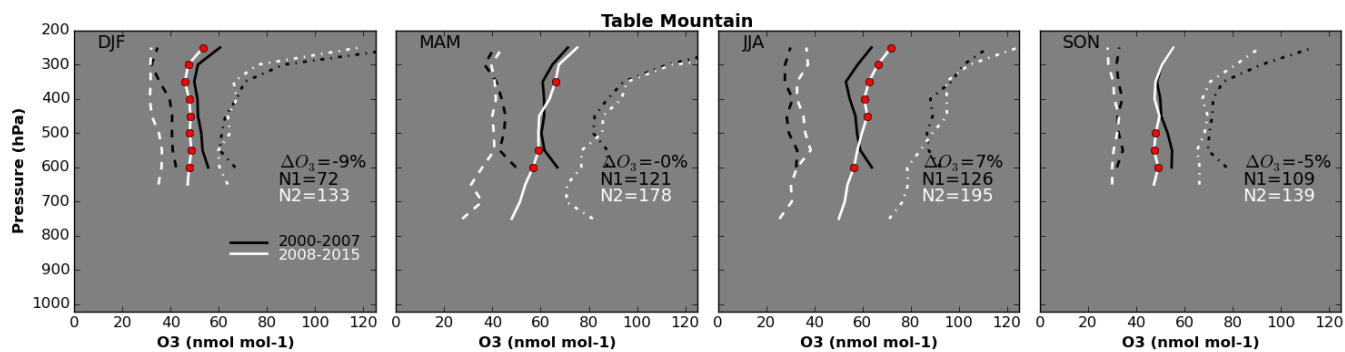 Table Mountain
DJF
MAM
JJA
SON
200
300
400
500
600
700
800
900
1000
Pressure (hPa)
ΔO₃=-9%
N1=72
N2=133
2000-2007
2008-2015
ΔO₃=-0%
N1=121
N2=178
ΔO₃=7%
N1=126
N2=195
ΔO₃=-5%
N1=109
N2=139
0 20 40 60 80 100 120
0 20 40 60 80 100 120
0 20 40 60 80 100 120
0 20 40 60 80 100 120
O3 (nmol mol-1)
O3 (nmol mol-1)
O3 (nmol mol-1)
O3 (nmol mol-1)